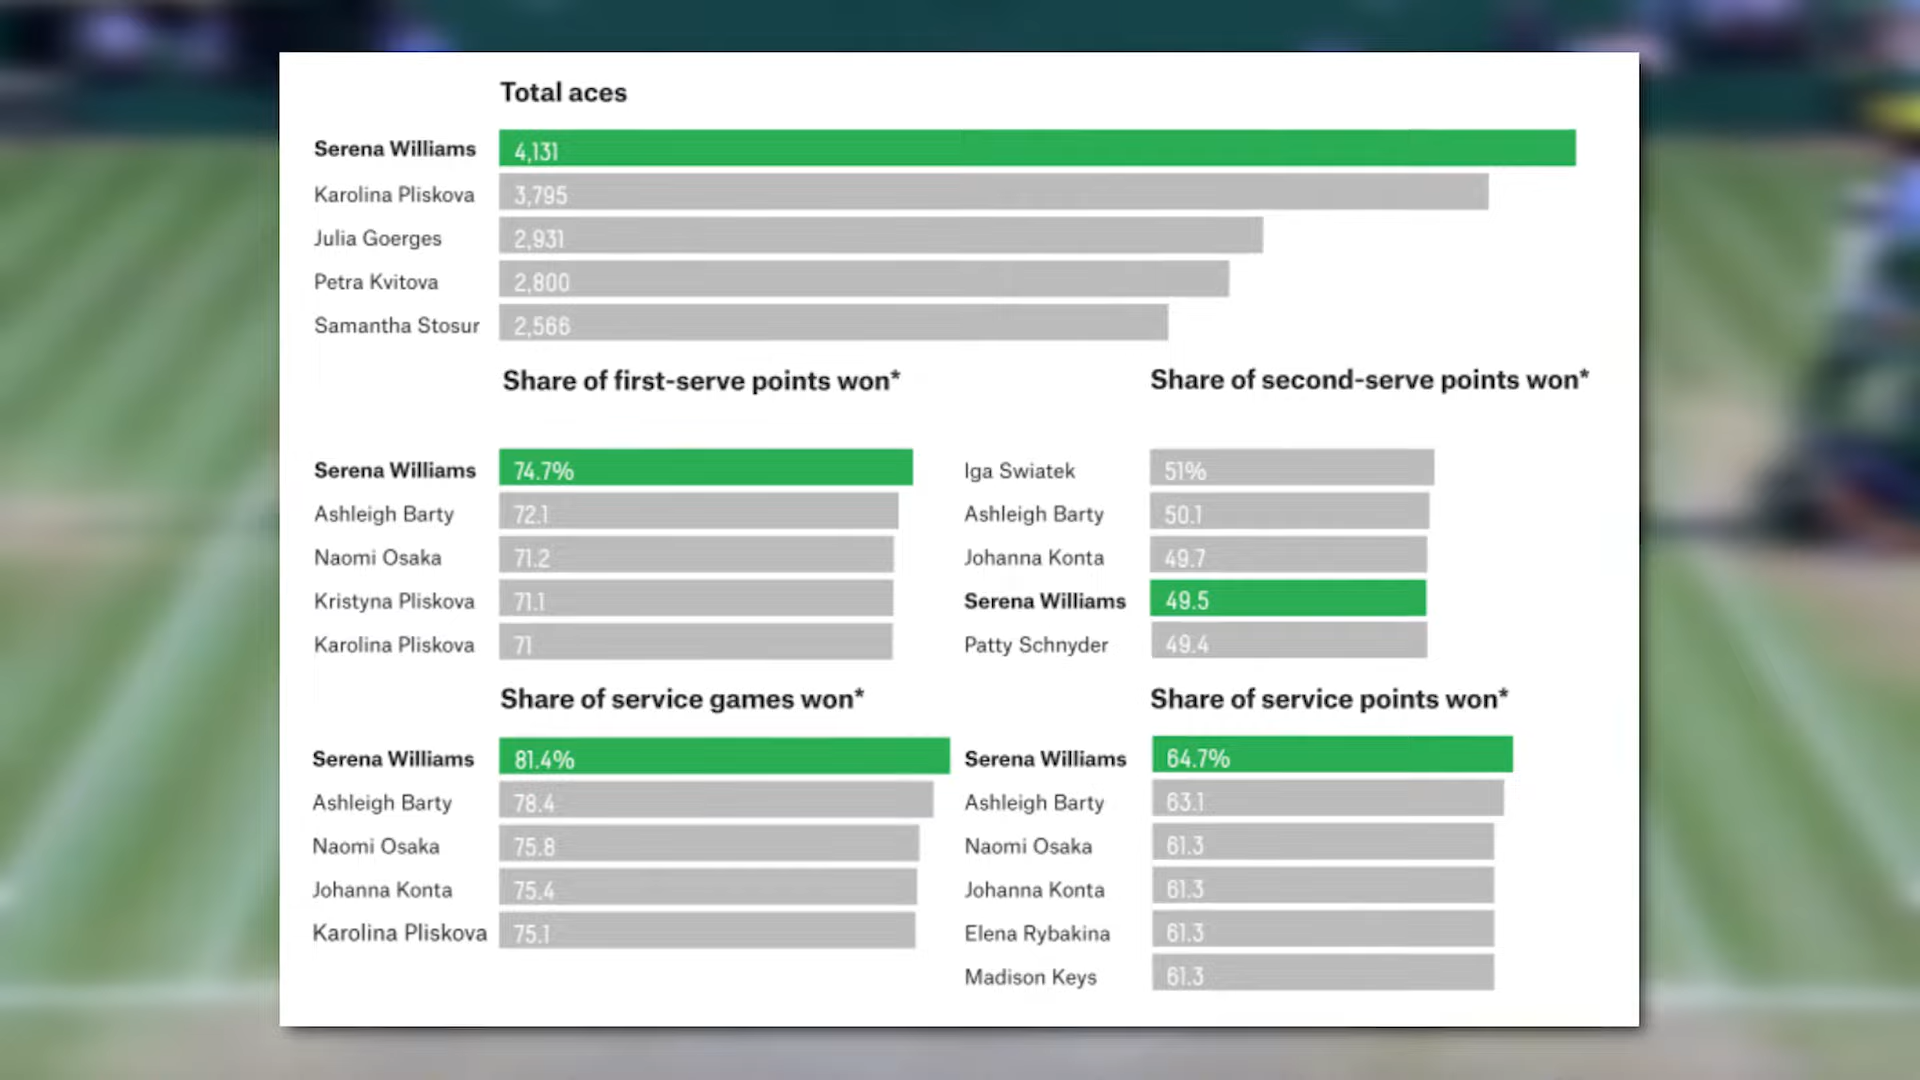 Total aces
Serena Williams 4,131
Karolina Pliskova 3,795
Julia Goerges 2,931
Petra Kvitova 2,800
Samantha Stosur 2,566
Share of first-serve points won*
Serena Williams 74.7%
Ashleigh Barty 72.1
Naomi Osaka 71.2
Kristyna Pliskova 71.1
Karolina Pliskova 71
Share of second-serve points won*
Iga Swiatek 51%
Ashleigh Barty 50.1
Johanna Konta 49.7
Serena Williams 49.5
Patty Schnyder 49.4
Share of service games won*
Serena Williams 81.4%
Ashleigh Barty 78.4
Naomi Osaka 75.8
Johanna Konta 75.4
Karolina Pliskova 75.1
Share of service points won*
Serena Williams 64.7%
Ashleigh Barty 63.1
Naomi Osaka 61.3
Johanna Konta 61.3
Elena Rybakina 61.3
Madison Keys 61.3